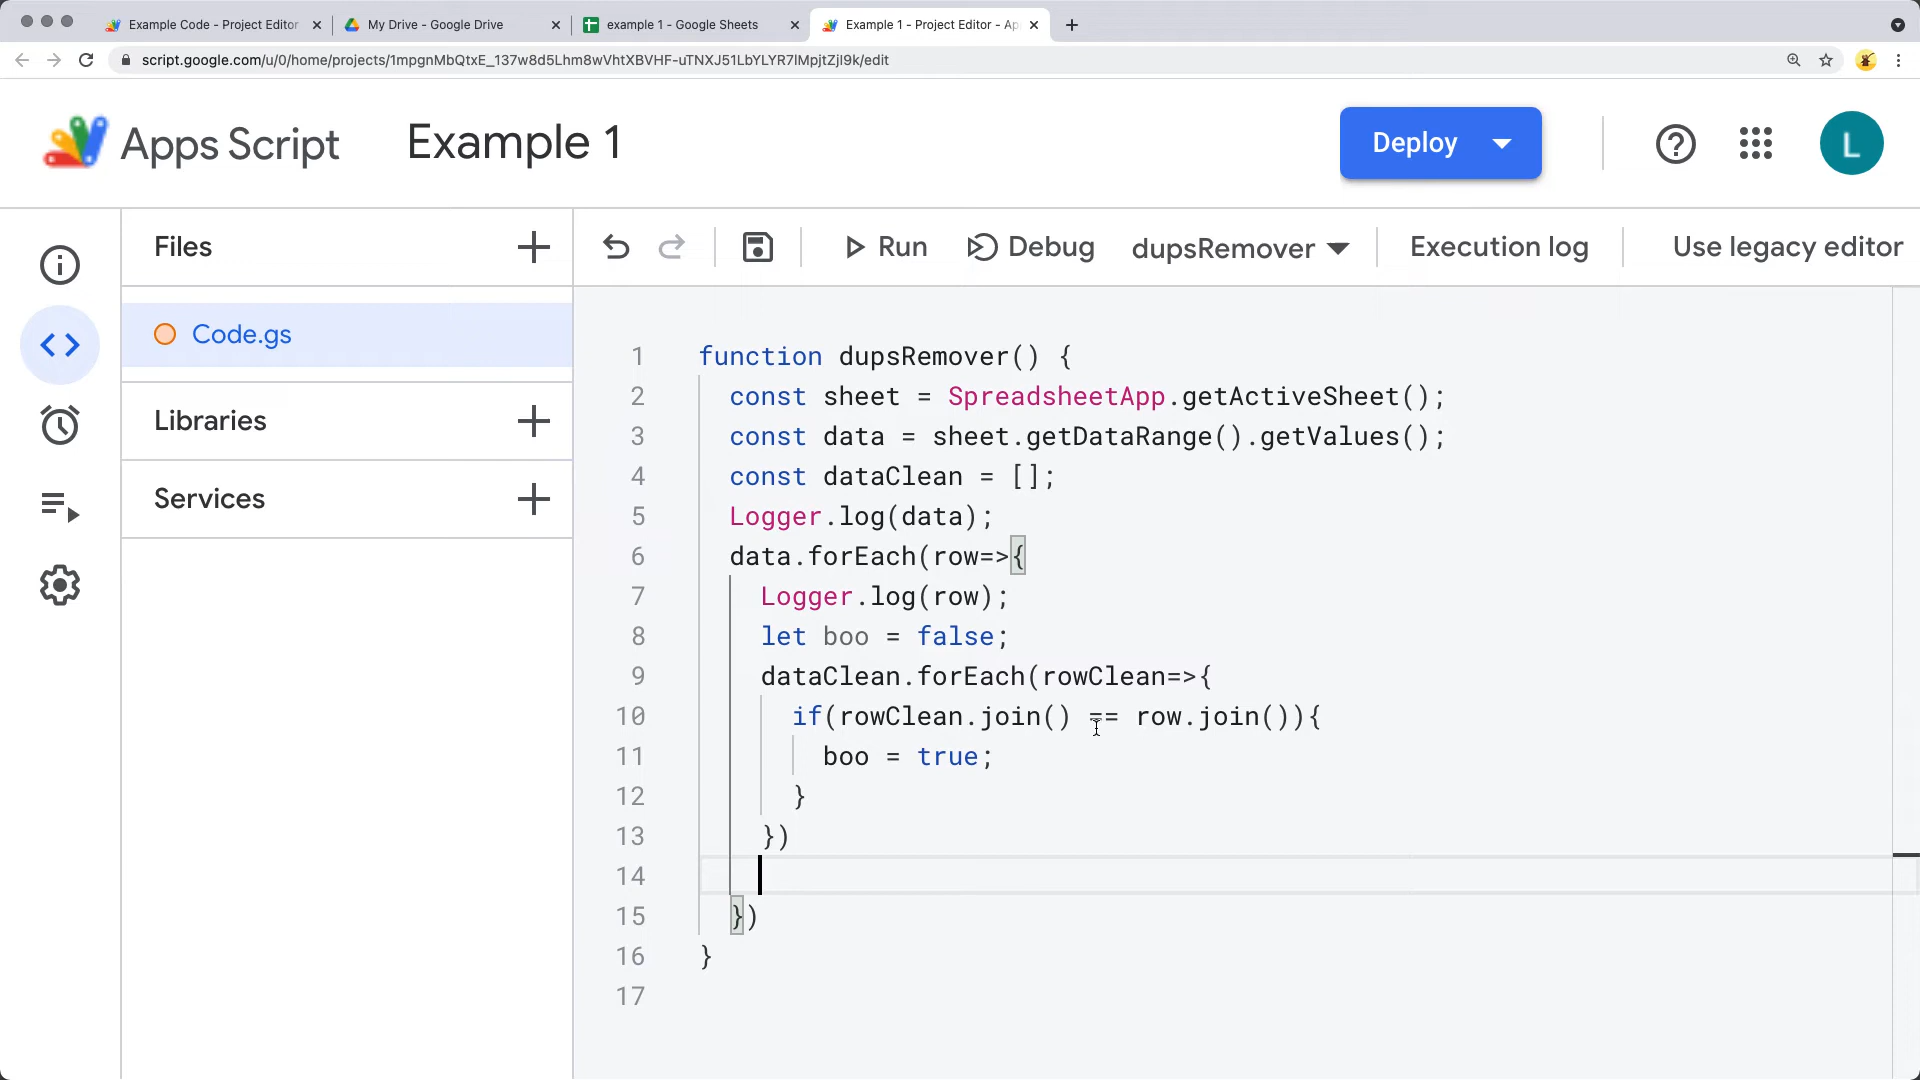 Example Code - Project Editor
My Drive - Google Drive
example 1 - Google Sheets
Example 1 - Project Editor - Ap
script.google.com/u/0/home/projects/1mpgnMbQtxE_137w8d5Lhm8wVhtXBVHF-uTNXJ51LbYLYR7lMpjtZjl9k/edit
Apps Script
Example 1
Deploy
L
Files
Run
Debug
dupsRemover
Execution log
Use legacy editor
Code.gs
Libraries
Services
1 function dupsRemover() {
2 const sheet = SpreadsheetApp.getActiveSheet();
3 const data = sheet.getDataRange().getValues();
4 const dataClean = [];
5 Logger.log(data);
6 data.forEach(row=>{
7 Logger.log(row);
8 let boo = false;
9 dataClean.forEach(rowClean=>{
10 if(rowClean.join() == row.join()){
11 boo = true;
12 }
13 })
14
15 })
16 }
17